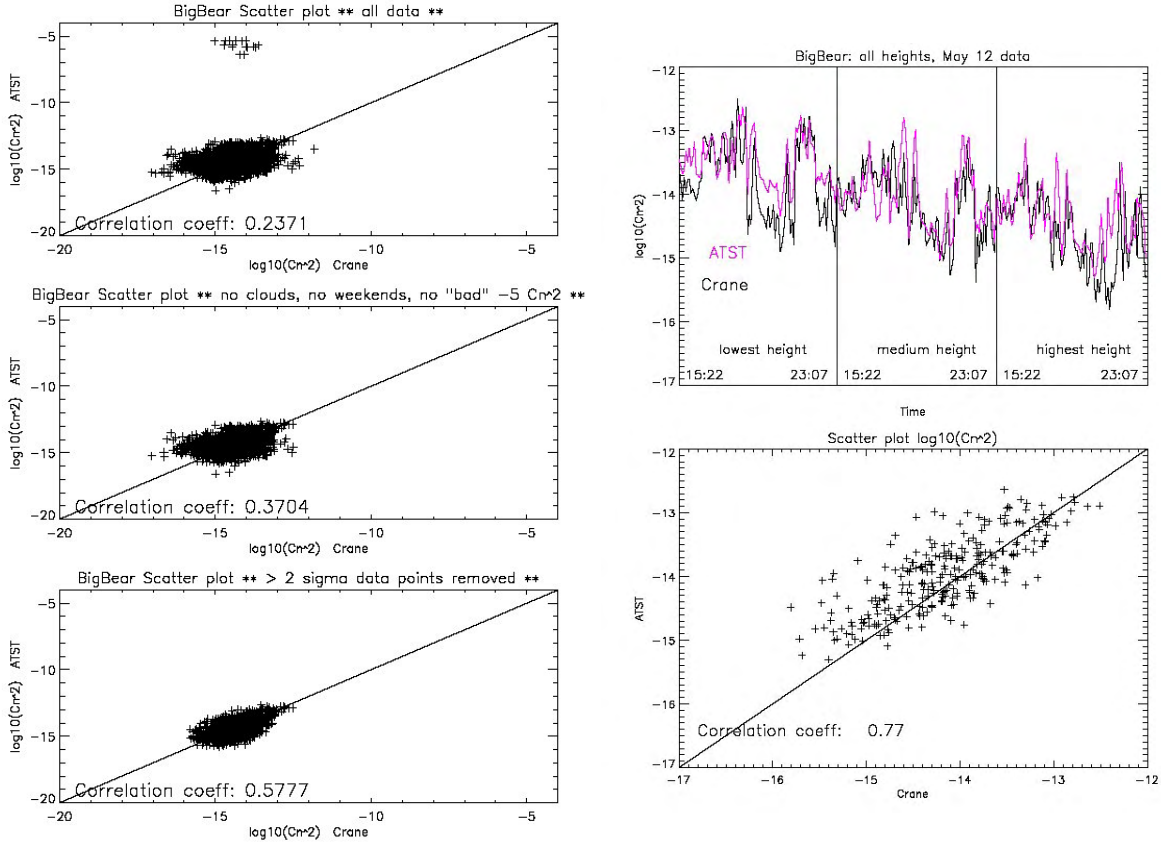 BigBear Scatter plot ** all data **
-5
-10
-15
-20
log10(Cn^2) ATST
Correlation coeff: 0.2371
-20
-15
-10
-5
log10(Cn^2) Crane
BigBear Scatter plot ** no clouds, no weekends, no "bad" -5 Cn^2 **
-5
-10
-15
-20
log10(Cn^2) ATST
Correlation coeff: 0.3704
-20
-15
-10
-5
log10(Cn^2) Crane
BigBear Scatter plot ** > 2 sigma data points removed **
-5
-10
-15
-20
log10(Cn^2) ATST
Correlation coeff: 0.5777
-20
-15
-10
-5
log10(Cn^2) Crane
BigBear: all heights, May 12 data
-12
-13
-14
-15
-16
-17
log10(Cn^2)
ATST
Crane
lowest height
medium height
highest height
15:22
23:07
15:22
23:07
15:22
23:07
Time
Scatter plot log10(Cn^2)
-12
-13
-14
-15
-16
-17
ATST
Correlation coeff: 0.77
-17
-16
-15
-14
-13
-12
Crane